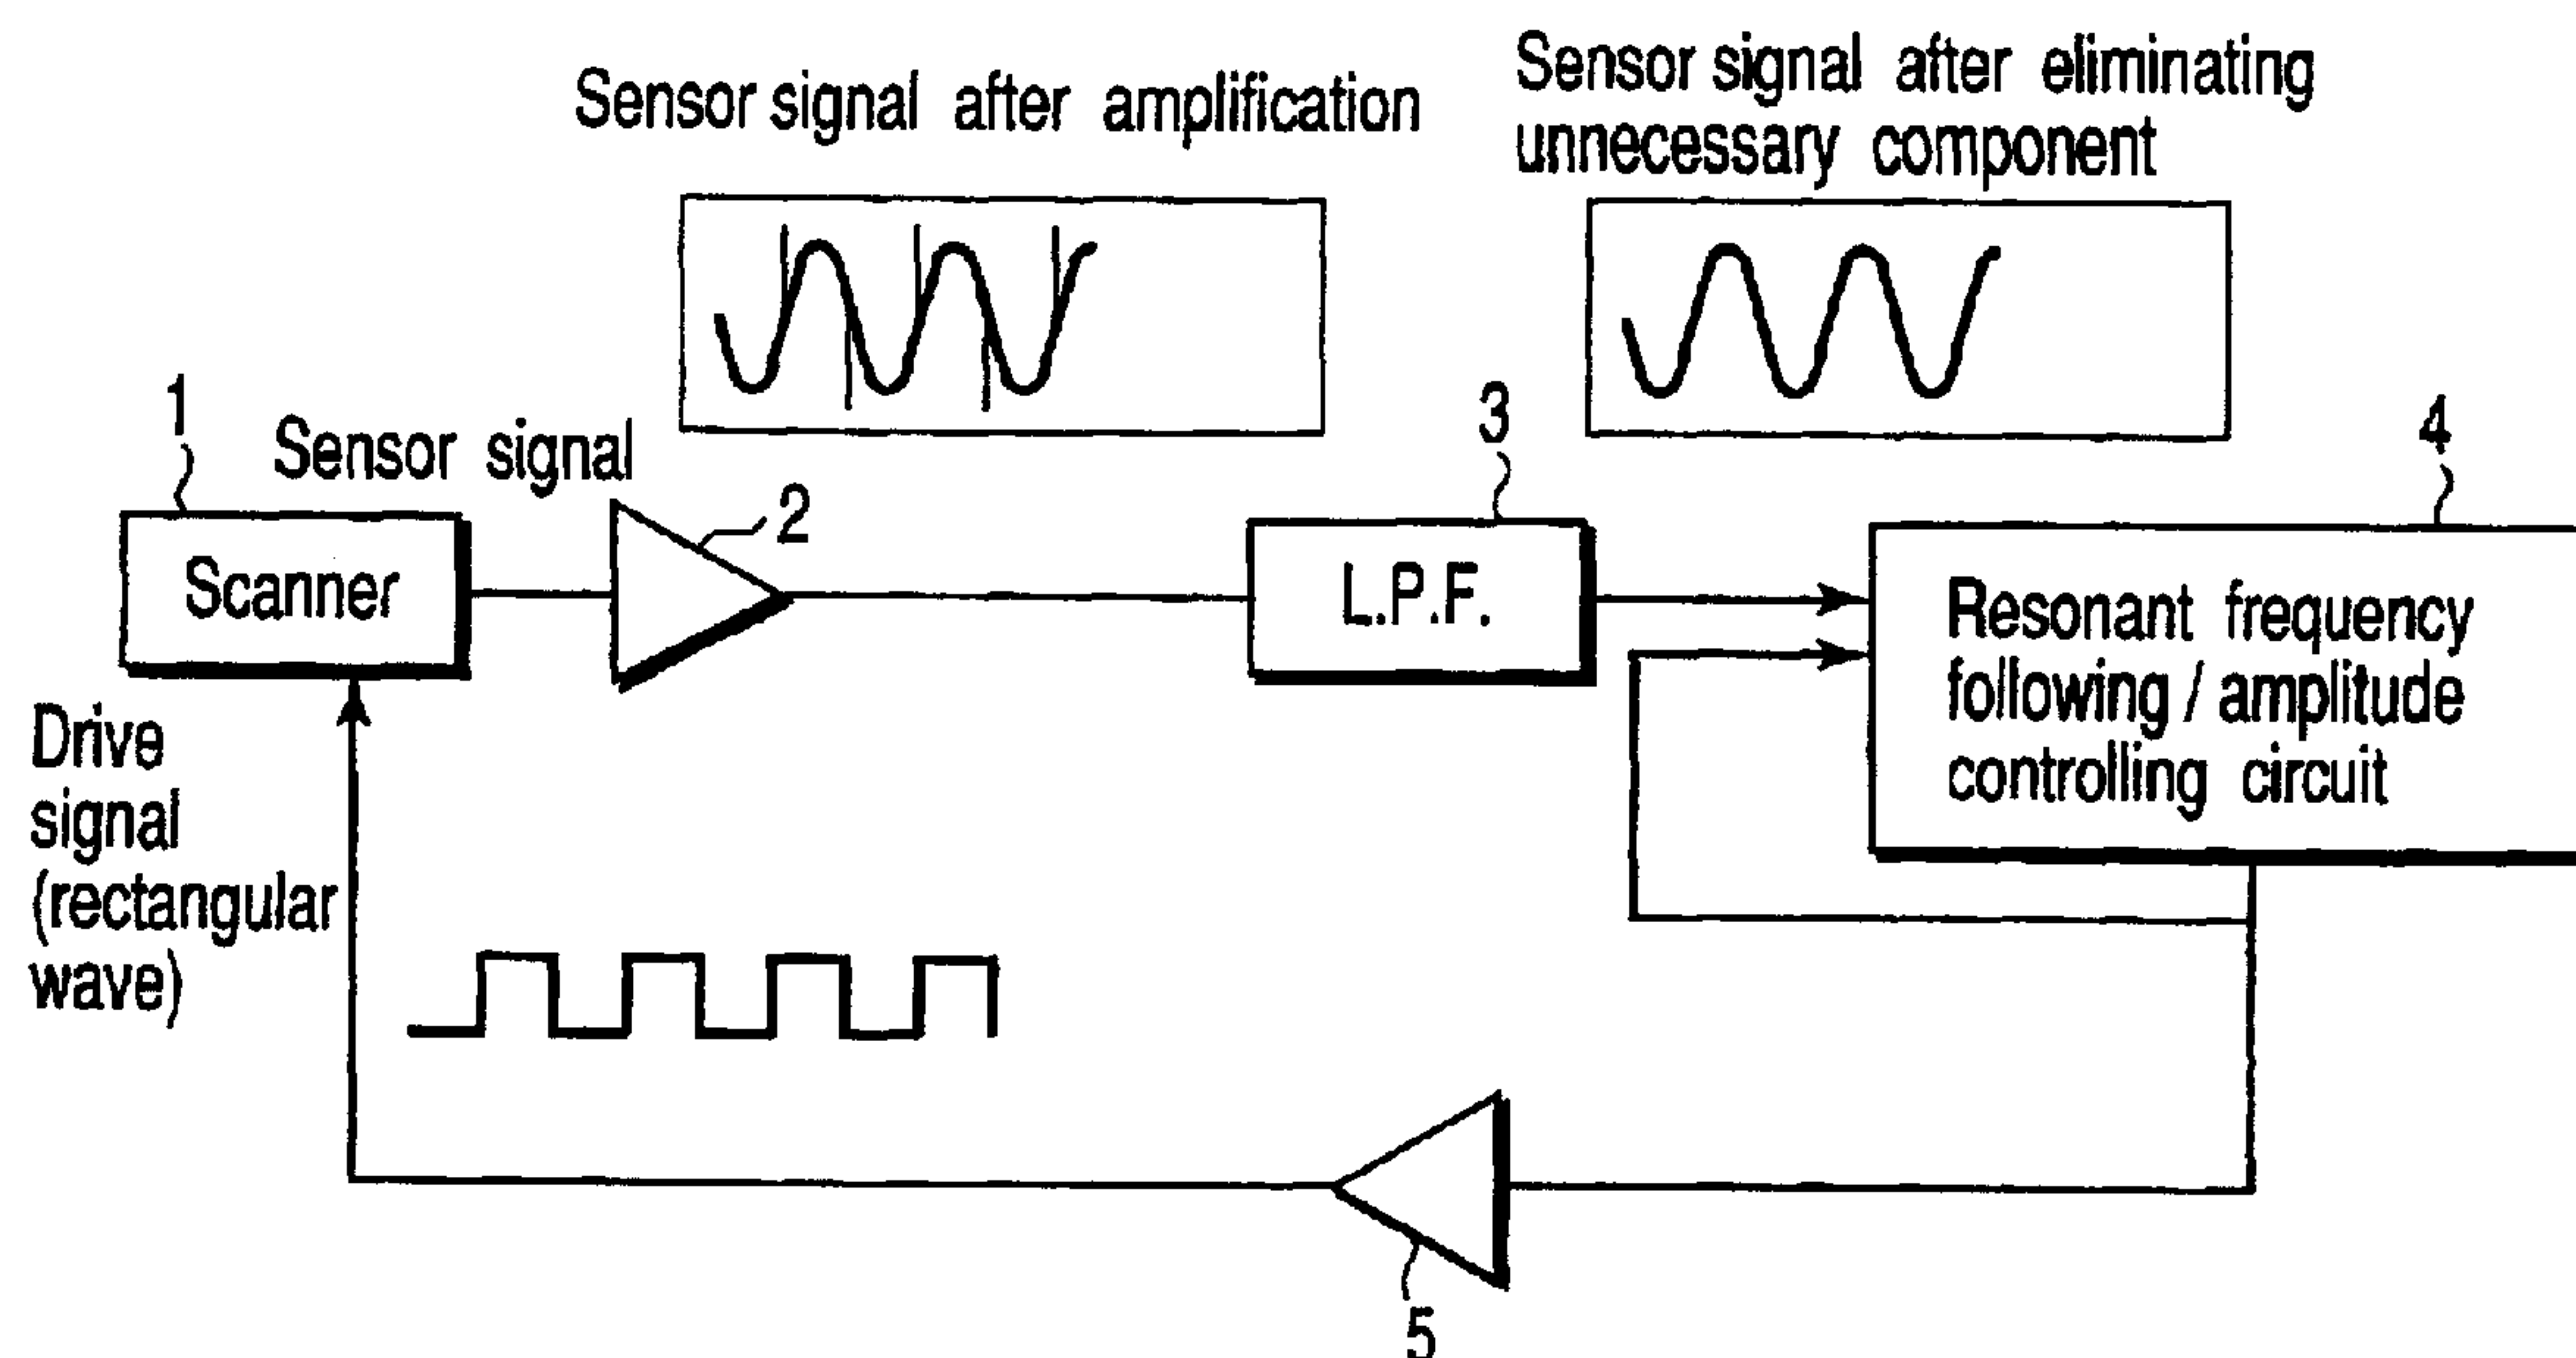 Sensor signal after amplification
Sensor signal after eliminating
unnecessary component
1
Sensor signal
2
3
4
Scanner
L.P.F.
Resonant frequency
following / amplitude
controlling circuit
Drive
signal
(rectangular
wave)
5